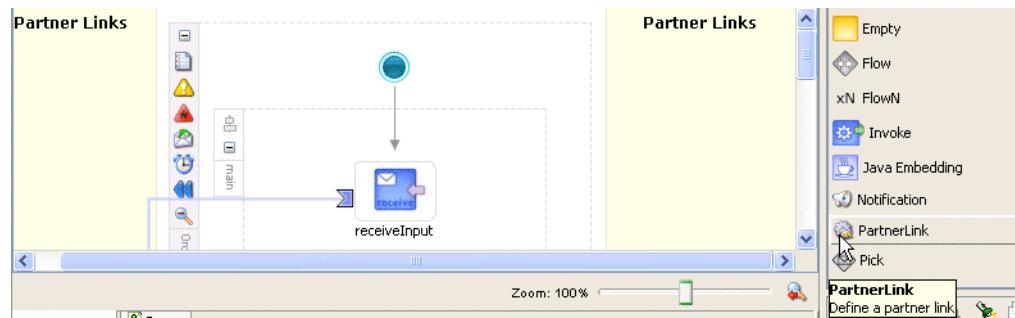 Partner Links
Partner Links
main
receive
receiveInput
Zoom: 100%
Empty
Flow
xN FlowN
Invoke
Java Embedding
Notification
PartnerLink
Pick
PartnerLink
Define a partner link